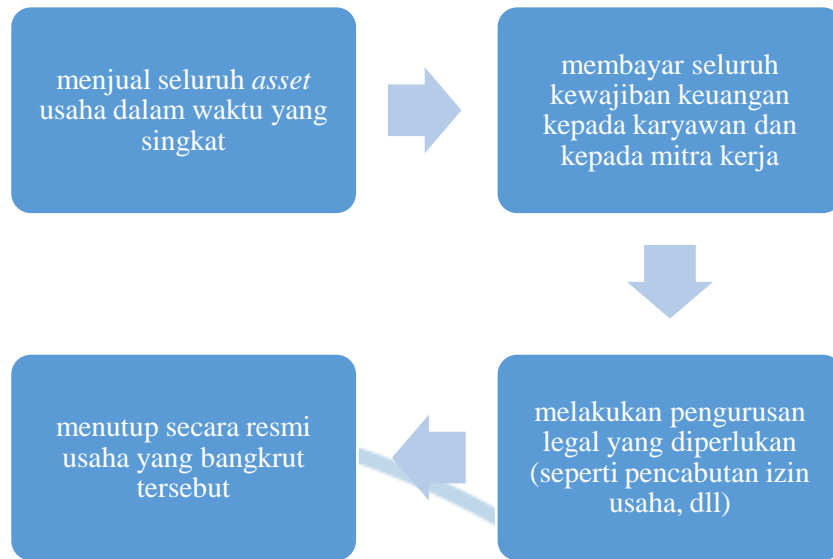 menjual seluruh asset
usaha dalam waktu yang
singkat
membayar seluruh
kewajiban keuangan
kepada karyawan dan
kepada mitra kerja
melakukan pengurusan
legal yang diperlukan
(seperti pencabutan izin
usaha, dll)
menutup secara resmi
usaha yang bangkrut
tersebut